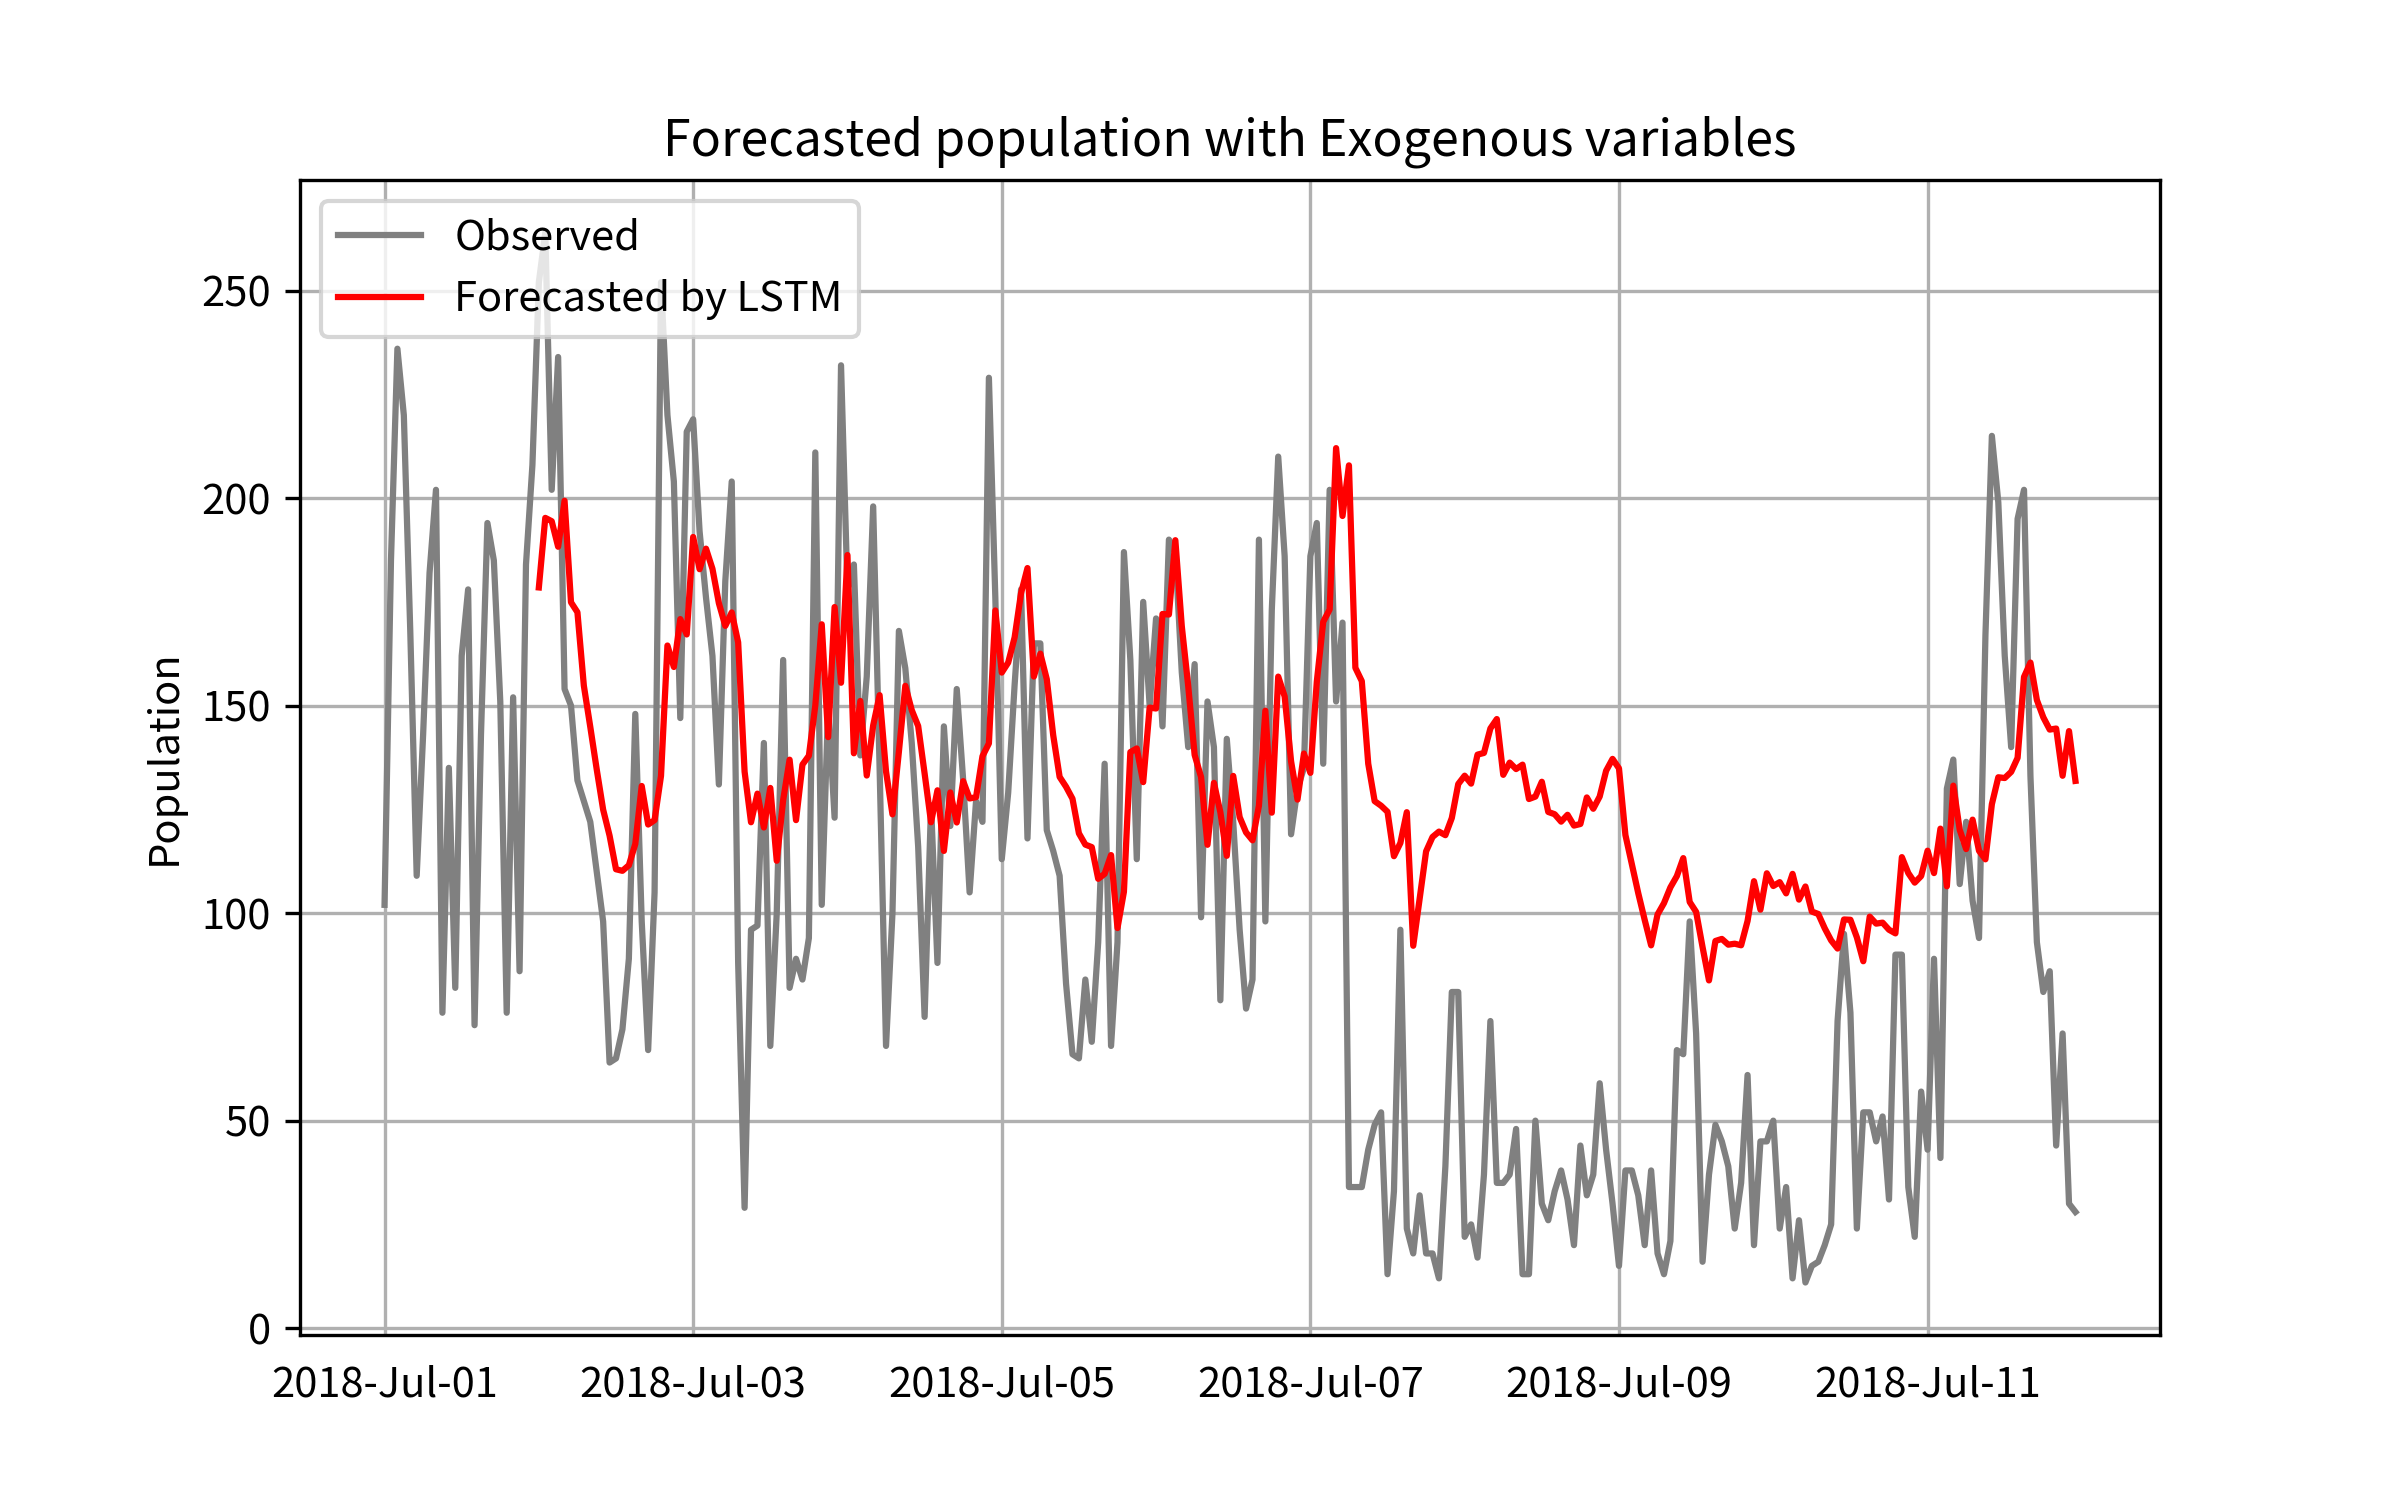 Forecasted population with Exogenous variables
Observed
Forecasted by LSTM
Population
250
200
150
100
50
0
2018-Jul-01 2018-Jul-03 2018-Jul-05 2018-Jul-07 2018-Jul-09 2018-Jul-11